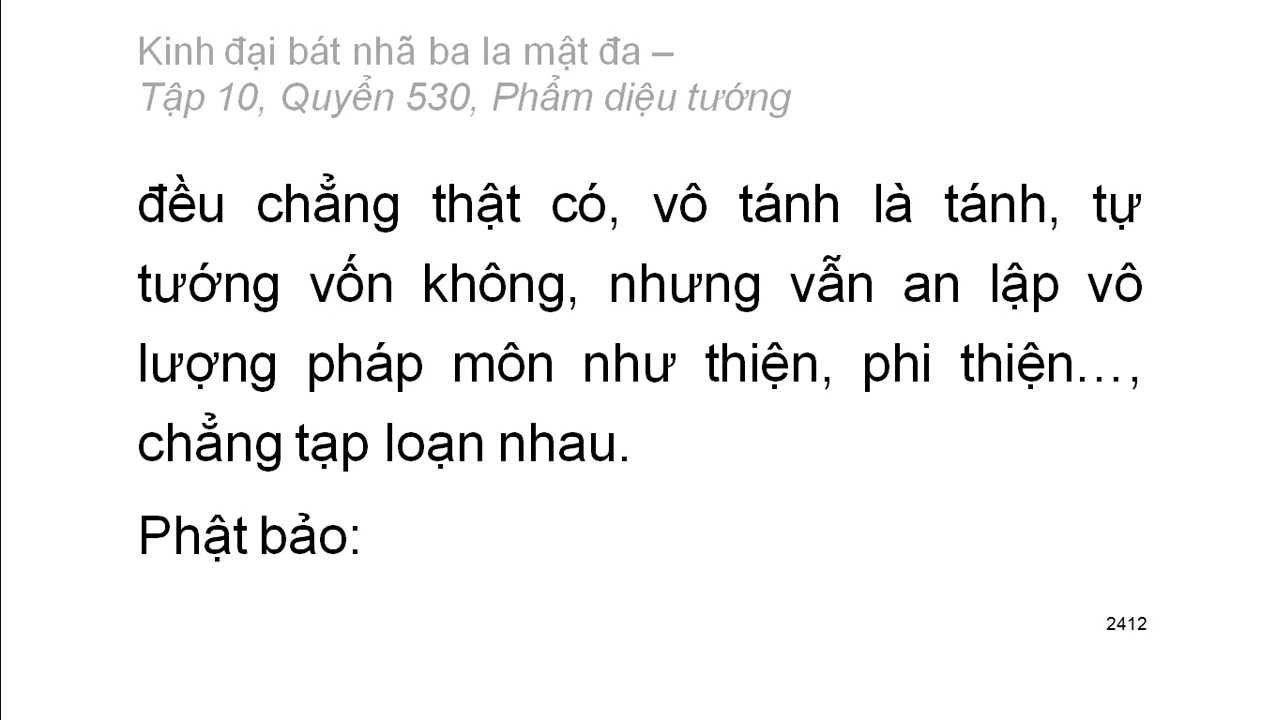 Kinh đại bát nhã ba la mật đa –
Tập 10, Quyển 530, Phẩm diệu tướng
đều chẳng thật có, vô tánh là tánh, tự
tướng vốn không, nhưng vẫn an lập vô
lượng pháp môn như thiện, phi thiện…,
chẳng tạp loạn nhau.
Phật bảo:
2412